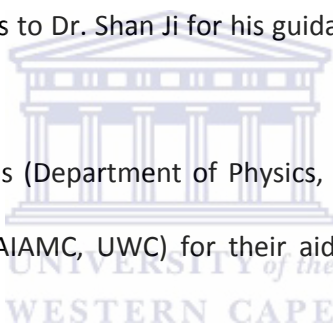 s to Dr. Shan Ji for his guida
s (Department of Physics,
AIAMC, UWC) for their aid
UNIVERSITY of the
WESTERN CAPE